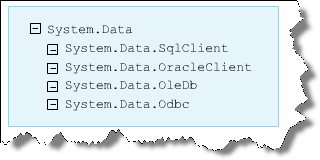 System.Data
System.Data.SqlClient
System.Data.OracleClient
System.Data.OleDb
System.Data.Odbc